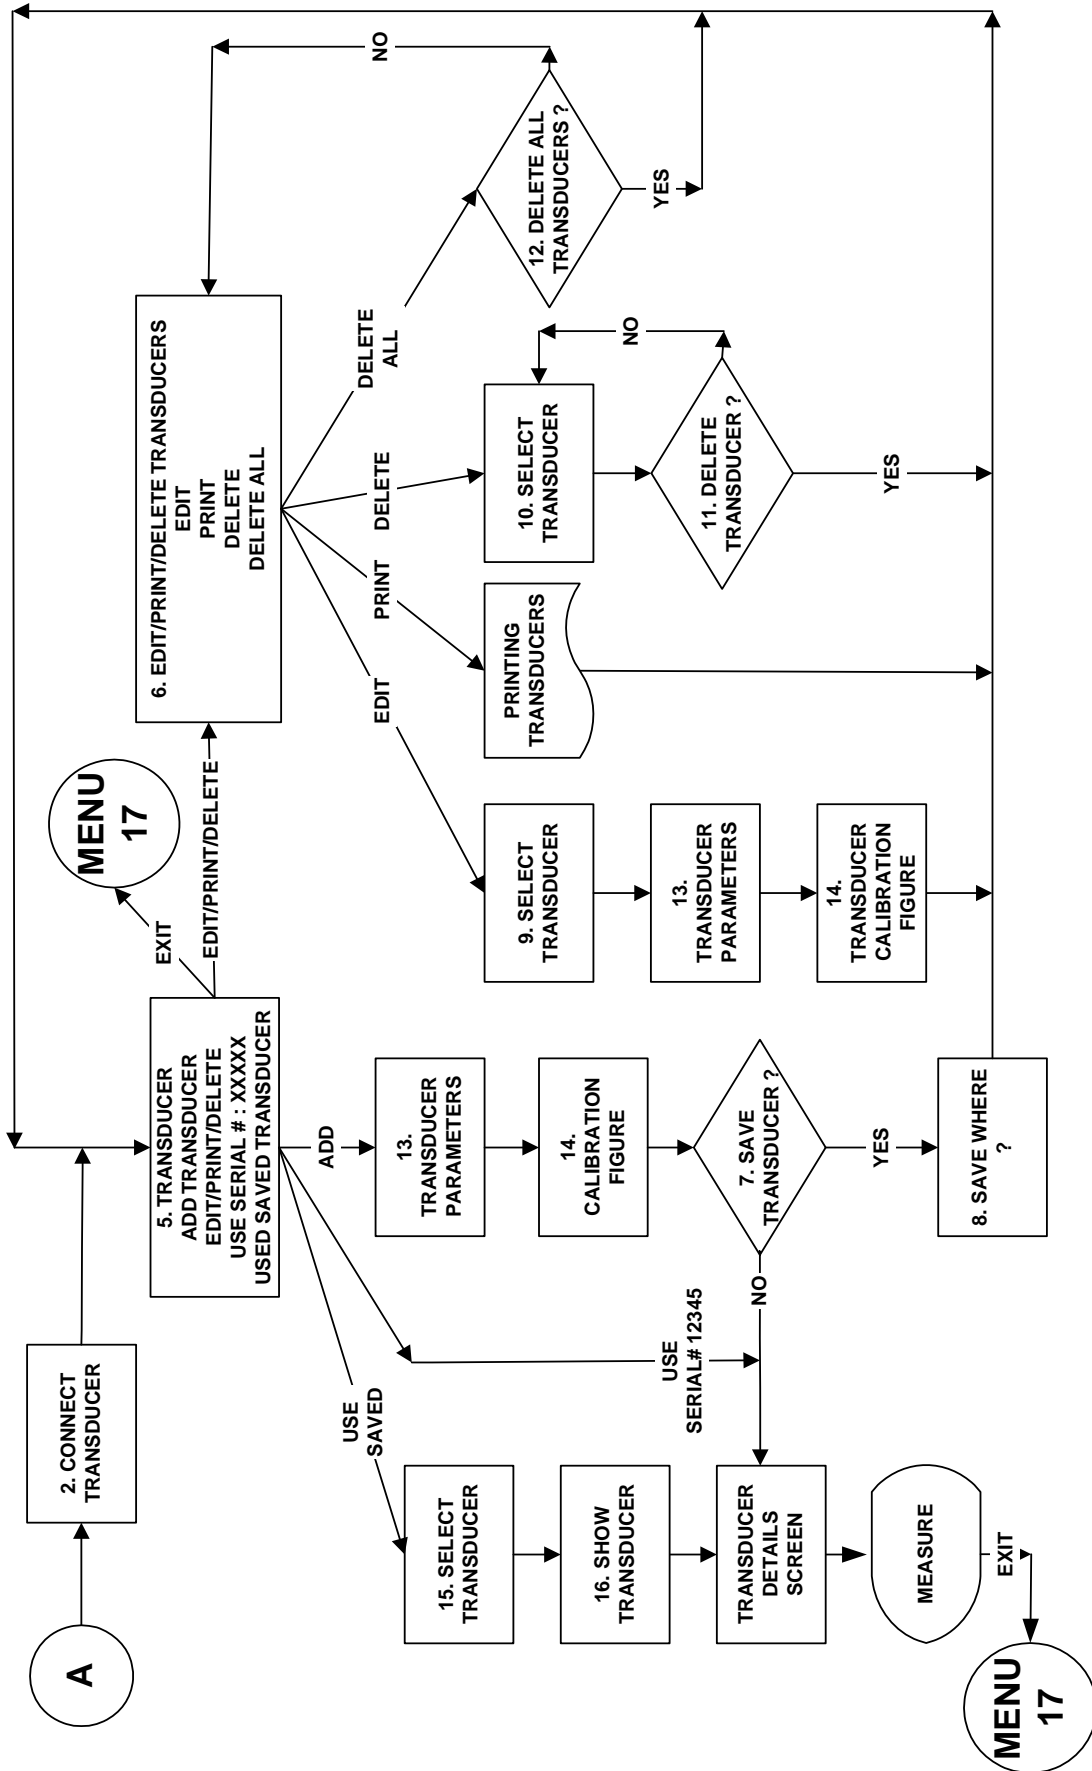 A
2. CONNECT
TRANSDUCER
5. TRANSDUCER
ADD TRANSDUCER
EDIT/PRINT/DELETE
USE SERIAL # : XXXXX
USED SAVED TRANSDUCER
EXIT
MENU
17
EDIT/PRINT/DELETE
6. EDIT/PRINT/DELETE TRANSDUCERS
EDIT
PRINT
DELETE
DELETE ALL
NO
USE
SAVED
ADD
EDIT
PRINT
DELETE
DELETE
ALL
15. SELECT
TRANSDUCER
13.
TRANSDUCER
PARAMETERS
9. SELECT
TRANSDUCER
PRINTING
TRANSDUCERS
10. SELECT
TRANSDUCER
NO
12. DELETE ALL
TRANSDUCERS ?
YES
16. SHOW
TRANSDUCER
14.
CALIBRATION
FIGURE
13.
TRANSDUCER
PARAMETERS
11. DELETE
TRANSDUCER ?
YES
USE
SERIAL# 12345
NO
TRANSDUCER
DETAILS
SCREEN
7. SAVE
TRANSDUCER ?
YES
14.
TRANSDUCER
CALIBRATION
FIGURE
MEASURE
8. SAVE WHERE
?
EXIT
MENU
17